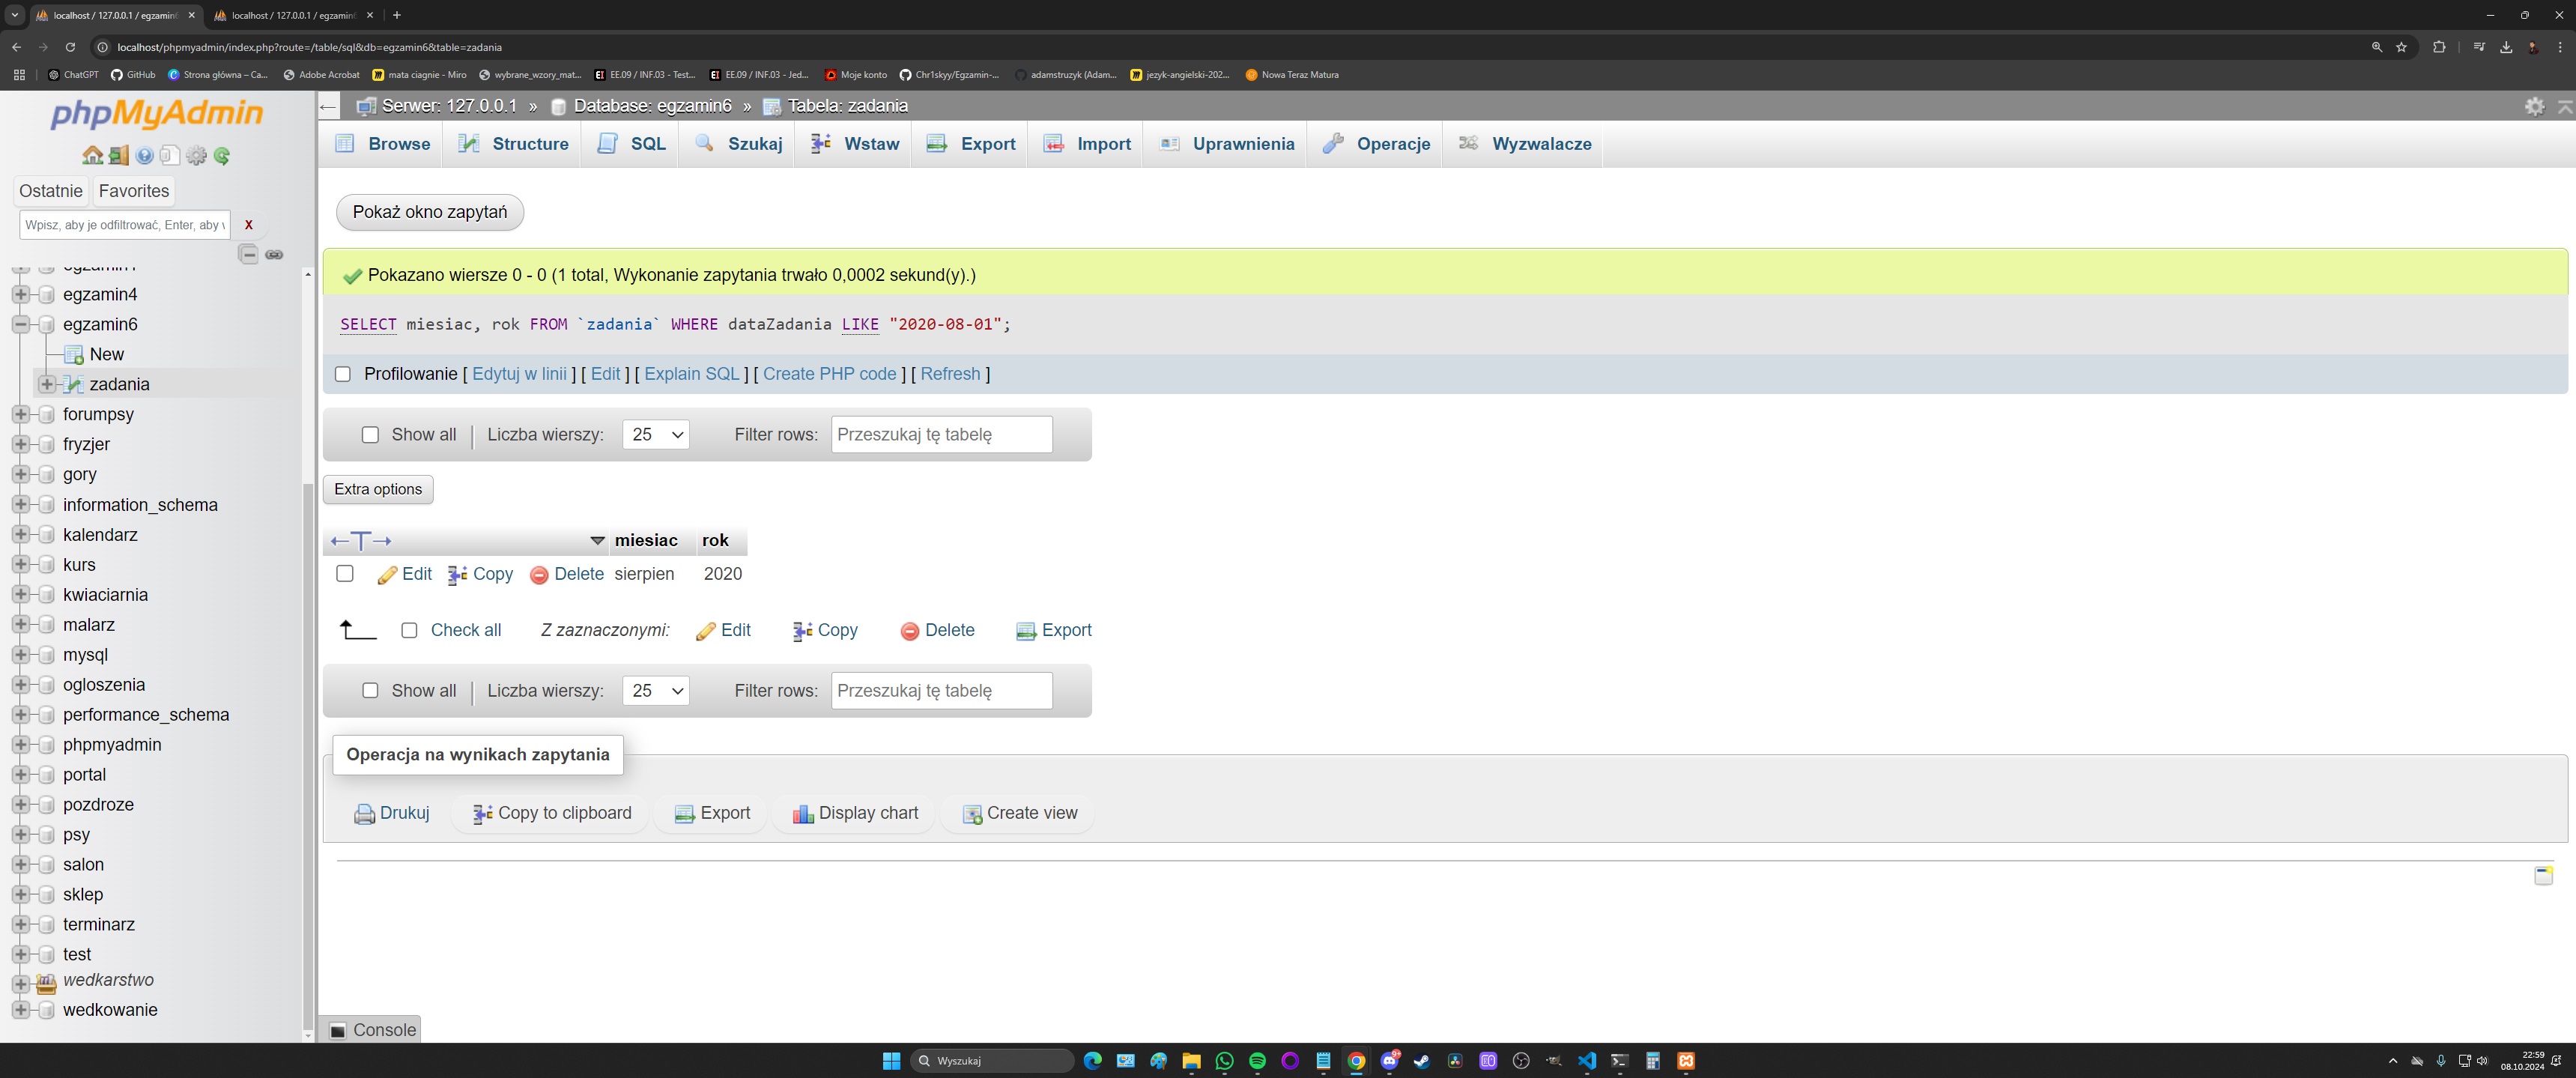 localhost / 127.0.0.1 / egzamin
localhost / 127.0.0.1 / egzamin
localhost/phpmyadmin/index.php?route=/table/sql&db=egzamin6&table=zadania
ChatGPT GitHub Strona główna – Ca... Adobe Acrobat mata ciagnie - Miro wybrane_wzory_mat... EE.09 / INF.03 - Test... EE.09 / INF.03 - Jed... Moje konto Chr1skyy/Egzamin-... adamstruzyk (Adam... jezyk-angielski-202... Nowa Teraz Matura
phpMyAdmin
Ostatnie Favorites
Wpisz, aby je odfiltrować, Enter, aby w X
egzamin4
egzamin6
New
zadania
forumpsy
fryzjer
gory
information_schema
kalendarz
kurs
kwiaciarnia
malarz
mysql
ogloszenia
performance_schema
phpmyadmin
portal
pozdroze
psy
salon
sklep
terminarz
test
wedkarstwo
wedkowanie
Serwer: 127.0.0.1 » Database: egzamin6 » Tabela: zadania
Browse Structure SQL Szukaj Wstaw Export Import Uprawnienia Operacje Wyzwalacze
Pokaż okno zapytań
Pokazano wiersze 0 - 0 (1 total, Wykonanie zapytania trwało 0,0002 sekund(y).)
SELECT miesiac, rok FROM `zadania` WHERE dataZadania LIKE "2020-08-01";
Profilowanie [ Edytuj w linii ] [ Edit ] [ Explain SQL ] [ Create PHP code ] [ Refresh ]
Show all | Liczba wierszy: 25 Filter rows: Przeszukaj tę tabelę
Extra options
←T→ miesiac rok
Edit Copy Delete sierpien 2020
Check all Z zaznaczonymi: Edit Copy Delete Export
Show all | Liczba wierszy: 25 Filter rows: Przeszukaj tę tabelę
Operacja na wynikach zapytania
Drukuj Copy to clipboard Export Display chart Create view
Console
Wyszukaj
22:59
08.10.2024